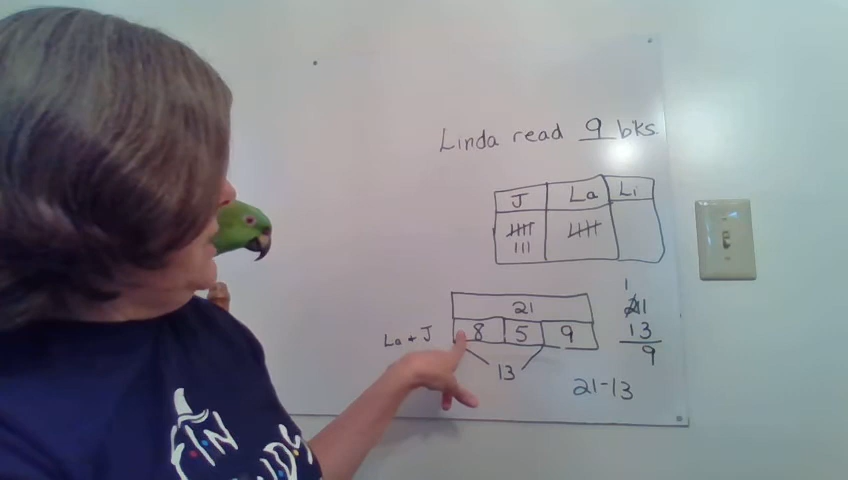 Linda read 9 bks.
J La Li
21
La + J 8 5 9
13
1
21
13
9
21-13